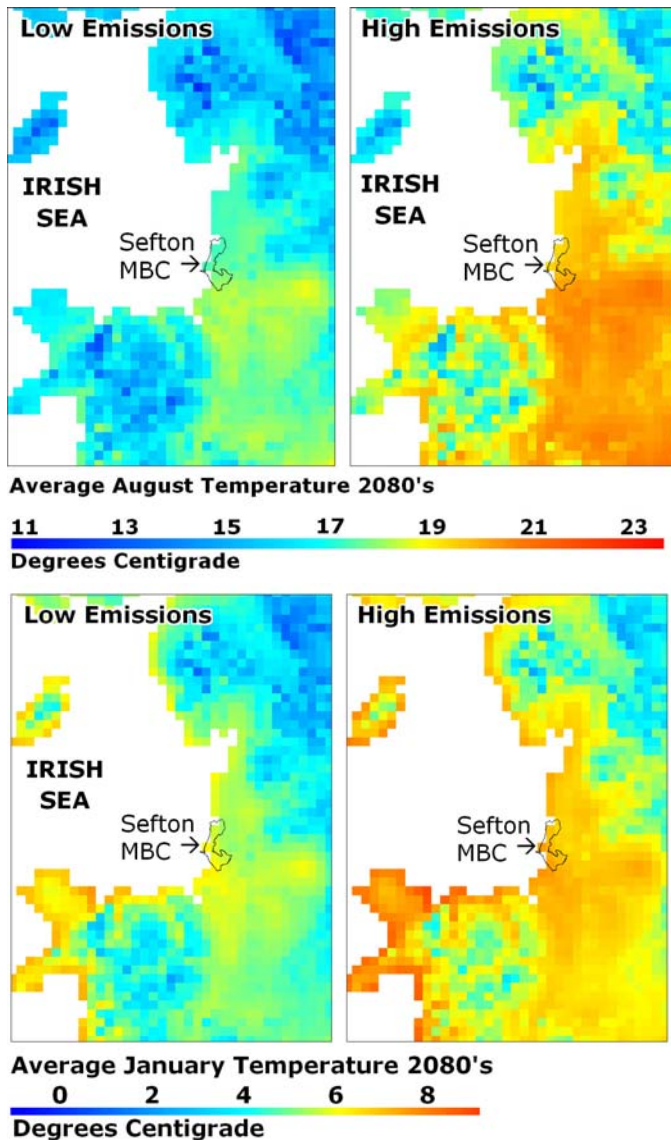 Low Emissions
High Emissions
IRISH
SEA
IRISH
SEA
Sefton
MBC
Sefton
MBC
Average August Temperature 2080's
11 13 15 17 19 21 23
Degrees Centigrade
Low Emissions
High Emissions
IRISH
SEA
Sefton
MBC
Sefton
MBC
Average January Temperature 2080's
0 2 4 6 8
Degrees Centigrade